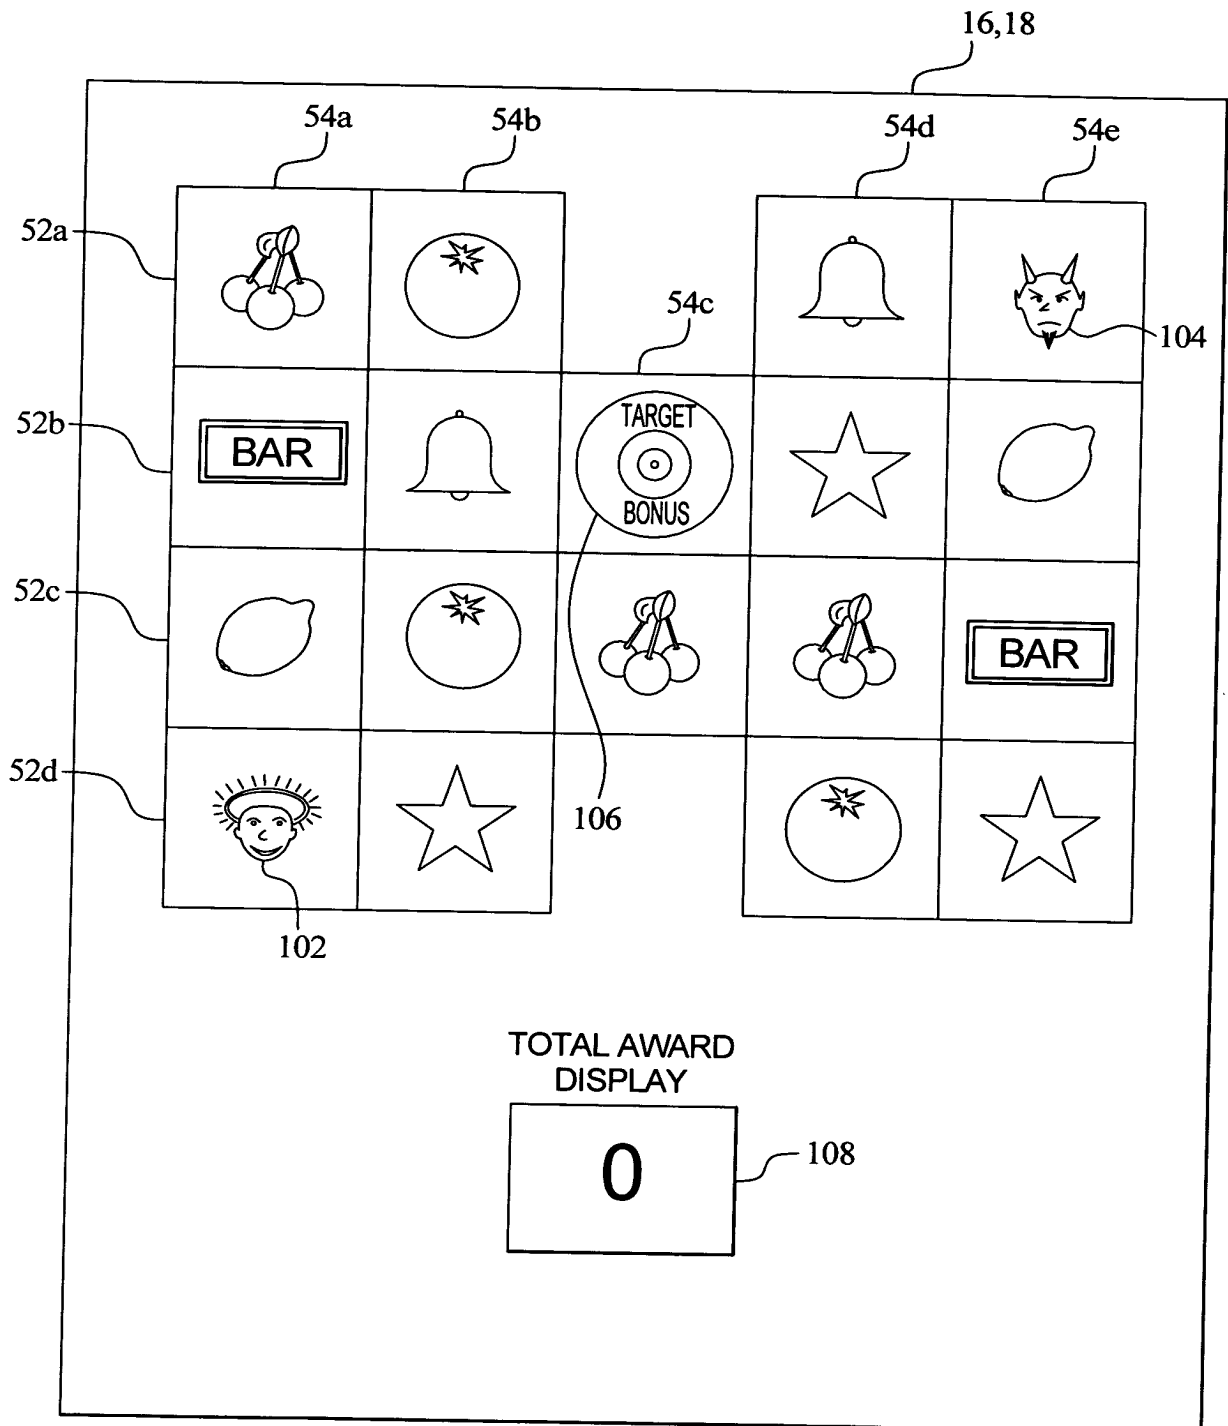 16,18
54a
54b
54d
54e
52a
54c
104
52b
BAR
TARGET
BONUS
52c
BAR
52d
106
102
TOTAL AWARD
DISPLAY
0
108